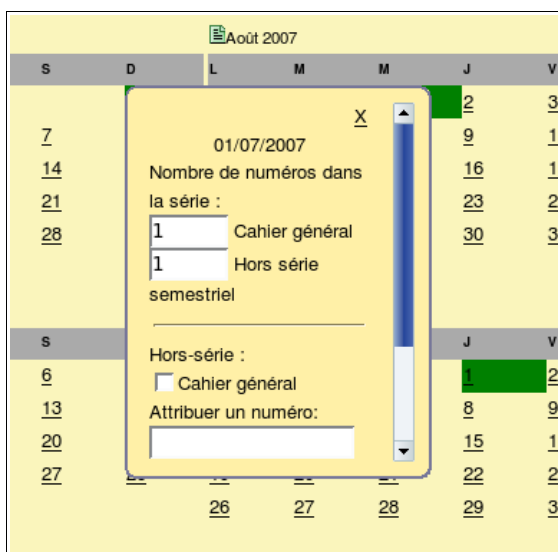 Août 2007
S D L M M J V
2 3
7 9 1
14 16 1
21 23 2
28 30 3
X
01/07/2007
Nombre de numéros dans
la série :
1 Cahier général
1 Hors série
semestriel
Hors-série :
Cahier général
Attribuer un numéro:
S J V
6 1 2
13 8 9
20 15 1
27 22 2
26 27 28 29 3